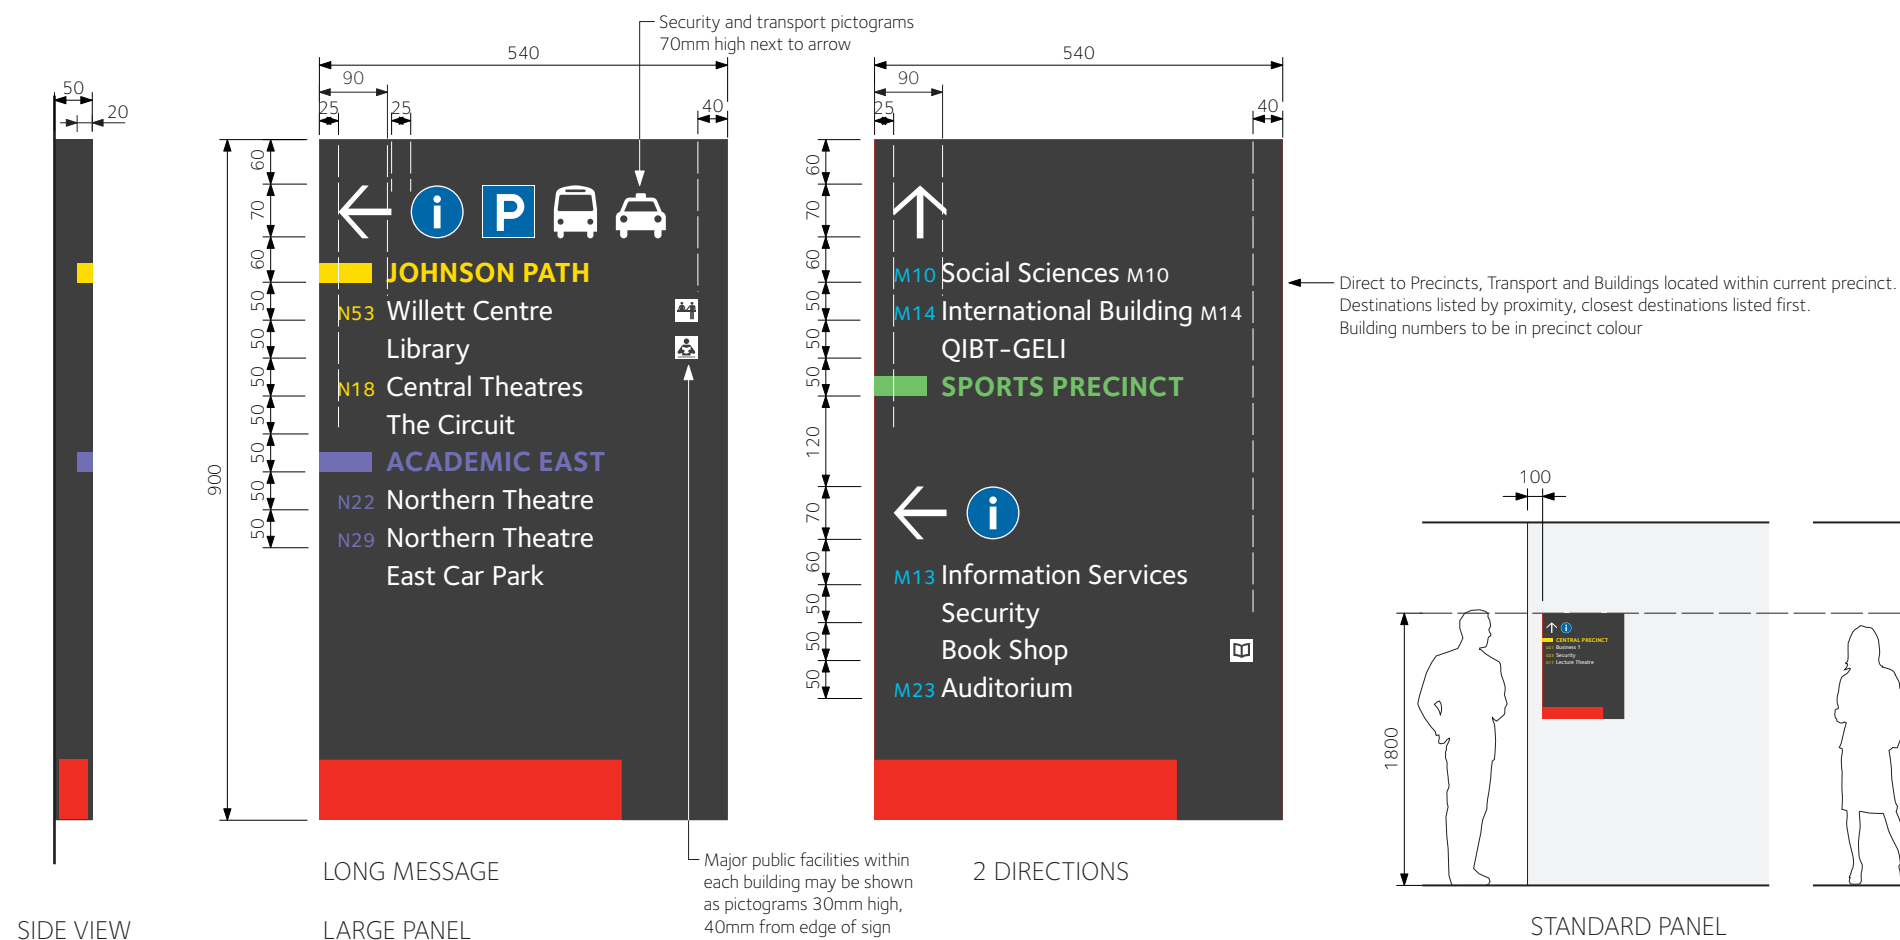 Security and transport pictograms
70mm high next to arrow
540
540
50
20
90
90
25
25
40
25
40
900
60
70
60
50
50
50
50
50
50
50
i P
JOHNSON PATH
N53 Willett Centre
Library
N18 Central Theatres
The Circuit
ACADEMIC EAST
N22 Northern Theatre
N29 Northern Theatre
East Car Park
60
70
60
50
50
50
120
70
60
50
50
50
M10 Social Sciences M10
M14 International Building M14
QIBT-GELI
SPORTS PRECINCT
i
M13 Information Services
Security
Book Shop
M23 Auditorium
Direct to Precincts, Transport and Buildings located within current precinct.
Destinations listed by proximity, closest destinations listed first.
Building numbers to be in precinct colour
100
1800
i
CENTRAL PRECINCT
Business 1
Security
Lecture Theatre
Major public facilities within
each building may be shown
as pictograms 30mm high,
40mm from edge of sign
LONG MESSAGE
2 DIRECTIONS
SIDE VIEW
LARGE PANEL
STANDARD PANEL